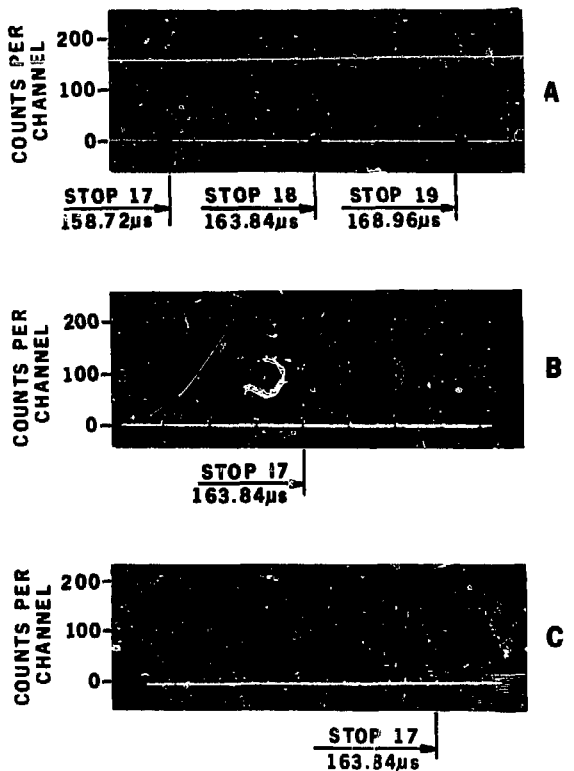 COUNTS PER
CHANNEL
200
100
0
A
STOP 17
158.72µs
STOP 18
163.84µs
STOP 19
168.96µs
COUNTS PER
CHANNEL
200
100
0
B
STOP 17
163.84µs
COUNTS PER
CHANNEL
200
100
0
C
STOP 17
163.84µs